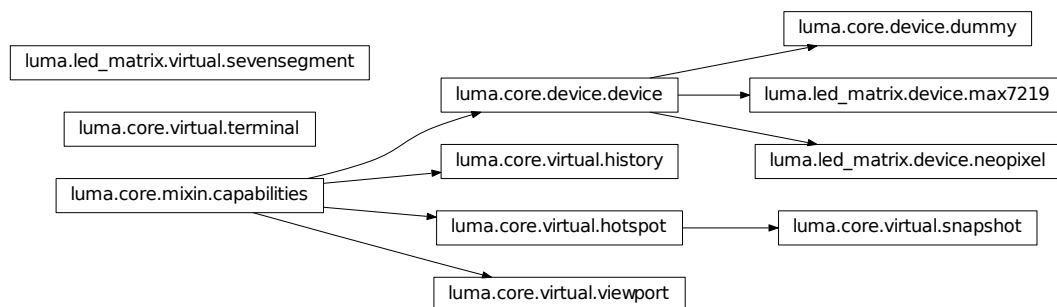 luma.core.device.dummy
luma.led_matrix.virtual.sevensegment
luma.core.device.device
luma.led_matrix.device.max7219
luma.core.virtual.terminal
luma.core.virtual.history
luma.led_matrix.device.neopixel
luma.core.mixin.capabilities
luma.core.virtual.hotspot
luma.core.virtual.snapshot
luma.core.virtual.viewport